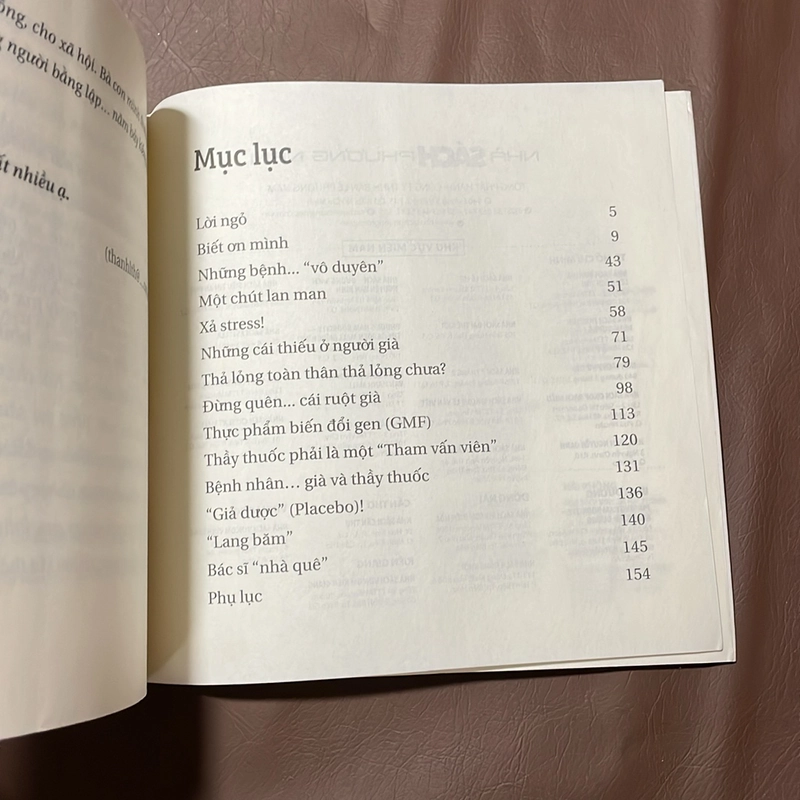 cho xã hội. Bà con mình
người bằng lập... năm bảy
nhiều ạ.
Mục lục
Lời ngỏ 5
Biết ơn mình 9
Những bệnh... “vô duyên” 43
Một chút lan man 51
Xả stress! 58
Những cái thiếu ở người già 71
Thả lỏng toàn thân thả lỏng chưa? 79
Đừng quên... cái ruột già 98
Thực phẩm biến đổi gen (GMF) 113
Thầy thuốc phải là một “Tham vấn viên” 120
Bệnh nhân... già và thầy thuốc 131
“Giả dược” (Placebo)! 136
“Lang băm” 140
Bác sĩ “nhà quê” 145
Phụ lục 154